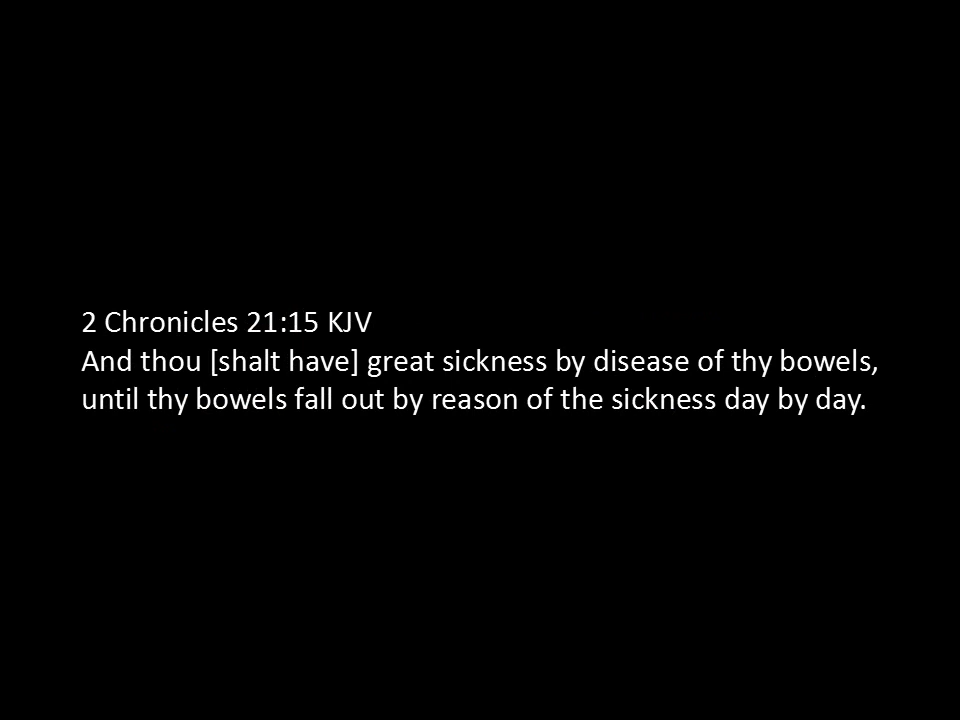 2 Chronicles 21:15 KJV
And thou [shalt have] great sickness by disease of thy bowels,
until thy bowels fall out by reason of the sickness day by day.